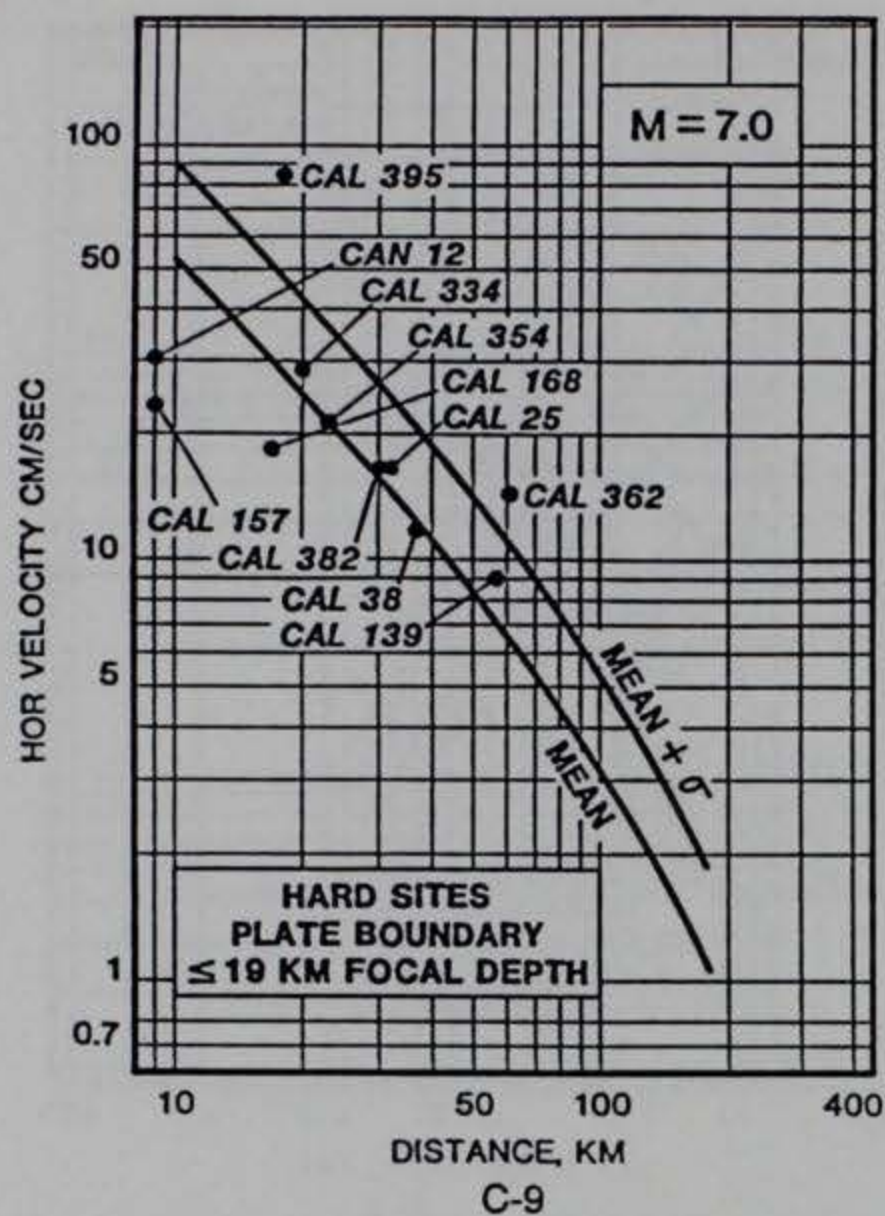 M = 7.0
100
CAL 395
50
CAN 12
CAL 334
CAL 354
CAL 168
CAL 25
CAL 362
CAL 157
10
CAL 382
CAL 38
CAL 139
5
MEAN + σ
MEAN
HOR VELOCITY CM/SEC
HARD SITES
PLATE BOUNDARY
≤ 19 KM FOCAL DEPTH
1
0.7
10 50 100 400
DISTANCE, KM
C-9